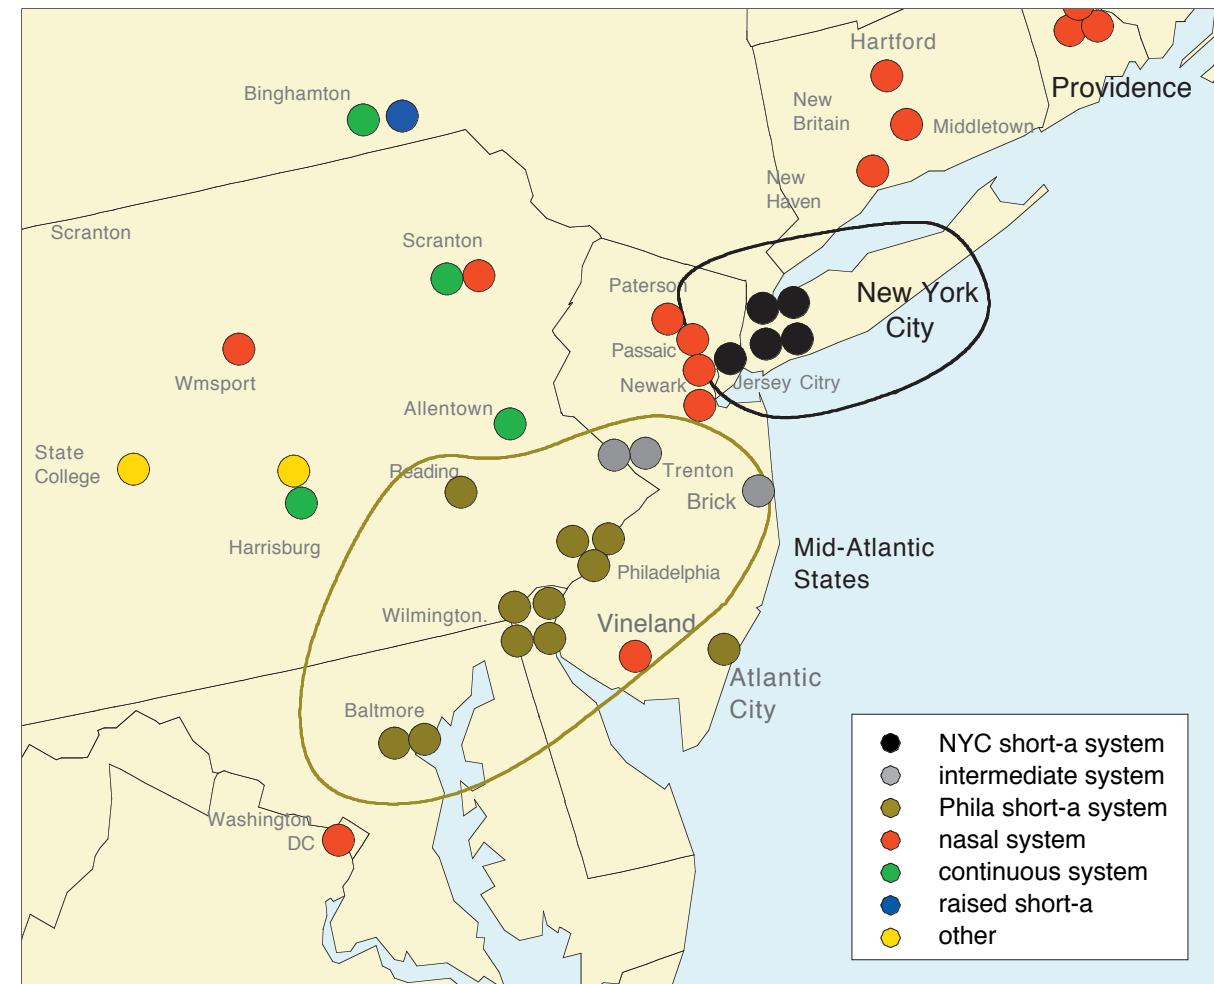 Hartford
Providence
Binghamton
New
Britain
Middletown
New
Haven
Scranton
Scranton
Paterson
New York
City
Passaic
Wmsport
Newark
Jersey Citry
Allentown
State
College
Reading
Trenton
Brick
Harrisburg
Mid-Atlantic
States
Philadelphia
Wilmington.
Vineland
Atlantic
City
Baltmore
Washington
DC
NYC short-a system
intermediate system
Phila short-a system
nasal system
continuous system
raised short-a
other